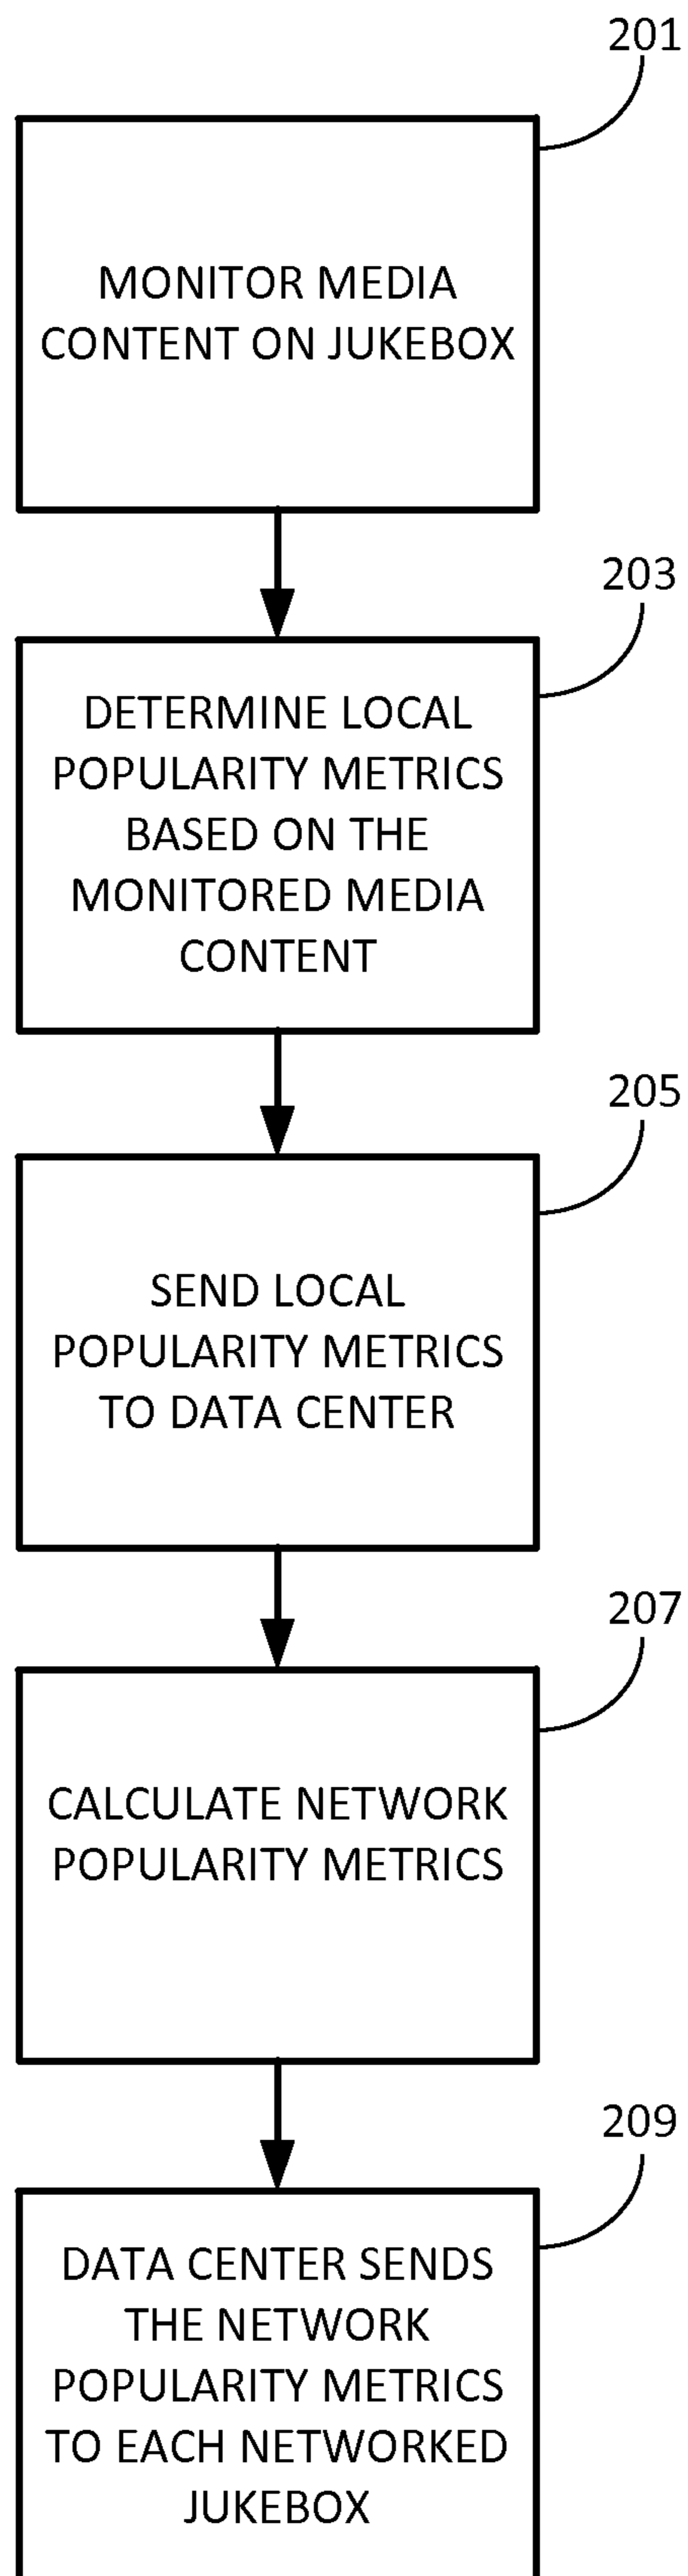 201
MONITOR MEDIA
CONTENT ON JUKEBOX
203
DETERMINE LOCAL
POPULARITY METRICS
BASED ON THE
MONITORED MEDIA
CONTENT
205
SEND LOCAL
POPULARITY METRICS
TO DATA CENTER
207
CALCULATE NETWORK
POPULARITY METRICS
209
DATA CENTER SENDS
THE NETWORK
POPULARITY METRICS
TO EACH NETWORKED
JUKEBOX